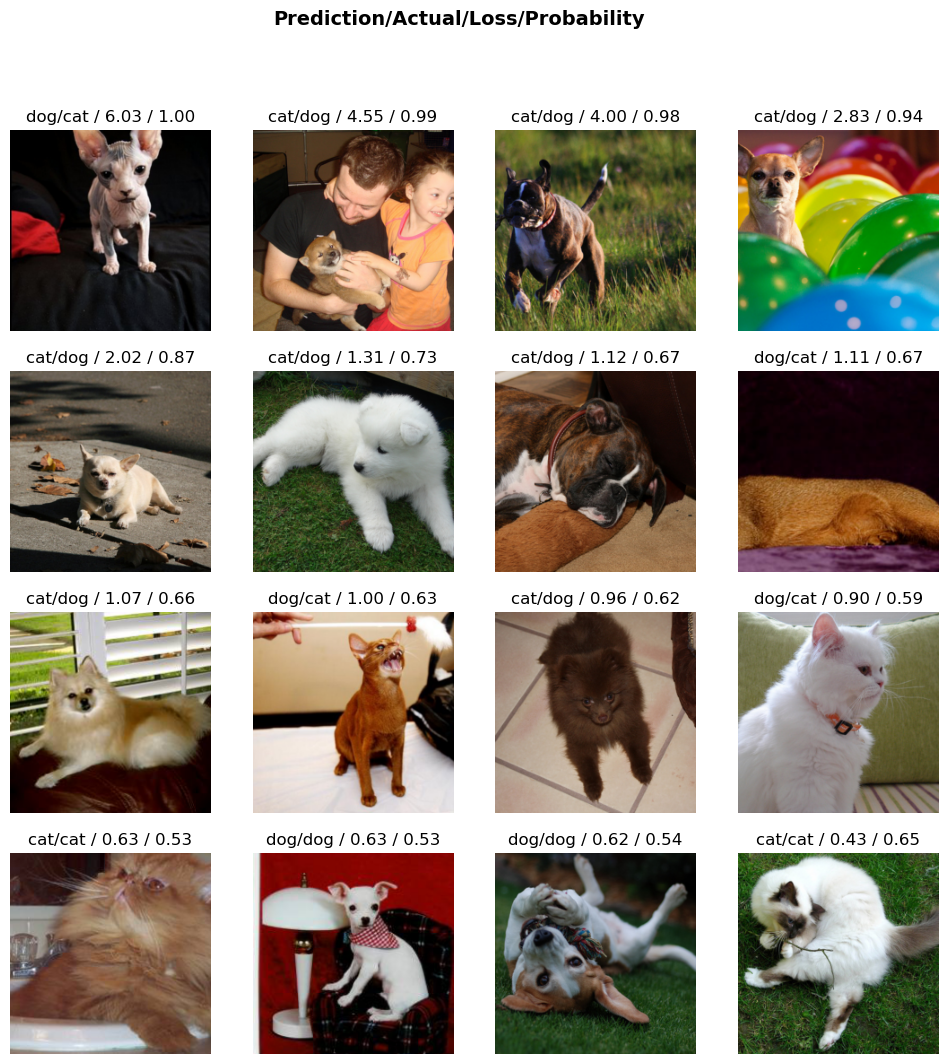 Prediction/Actual/Loss/Probability
dog/cat / 6.03 / 1.00
cat/dog / 4.55 / 0.99
cat/dog / 4.00 / 0.98
cat/dog / 2.83 / 0.94
cat/dog / 2.02 / 0.87
cat/dog / 1.31 / 0.73
cat/dog / 1.12 / 0.67
dog/cat / 1.11 / 0.67
cat/dog / 1.07 / 0.66
dog/cat / 1.00 / 0.63
cat/dog / 0.96 / 0.62
dog/cat / 0.90 / 0.59
cat/cat / 0.63 / 0.53
dog/dog / 0.63 / 0.53
dog/dog / 0.62 / 0.54
cat/cat / 0.43 / 0.65